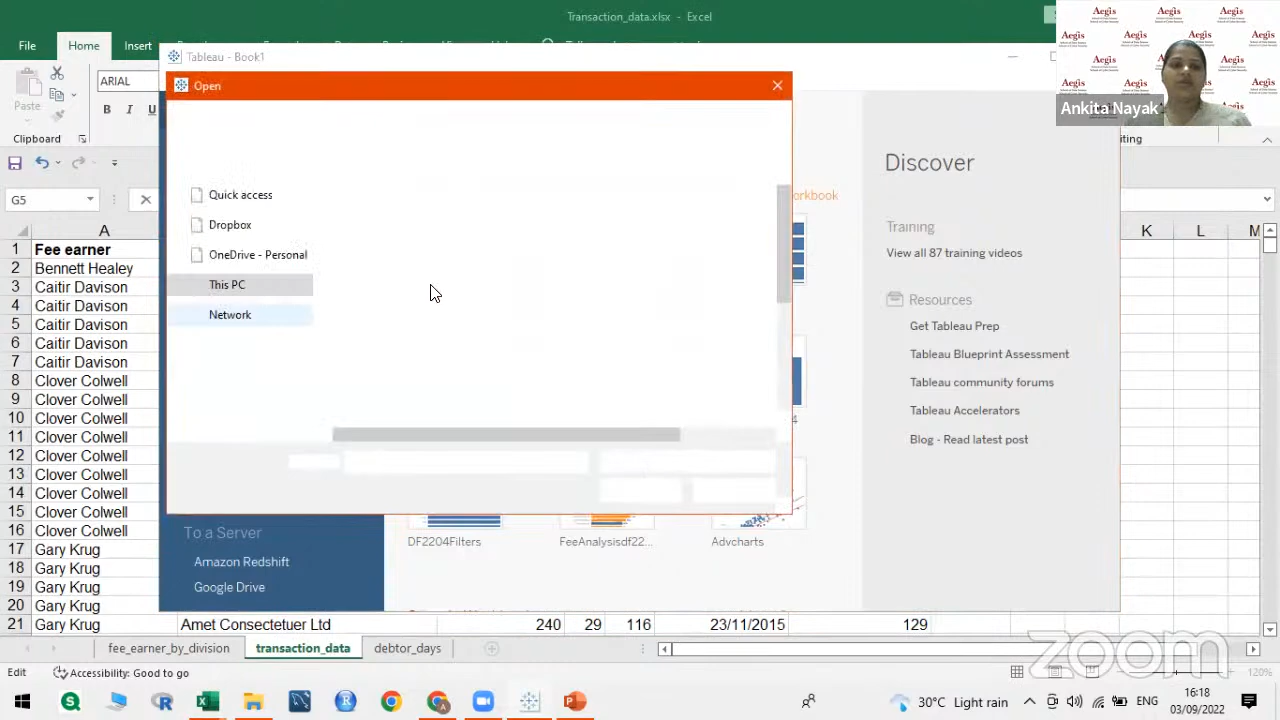 Transaction_data.xlsx - Excel
File
Home
Insert
Tableau - Book1
Open
Aegis
Ankita Nayak
Paste
ARIAL
B I U
Clipboard
iting
G5
Discover
orkbook
Training
View all 87 training videos
Resources
Get Tableau Prep
Tableau Blueprint Assessment
Tableau community forums
Tableau Accelerators
Blog - Read latest post
Quick access
Dropbox
OneDrive - Personal
This PC
Network
A K L M
1 Fee earner
2 Bennett Healey
3 Caitir Davison
4 Caitir Davison
5 Caitir Davison
6 Caitir Davison
7 Caitir Davison
8 Clover Colwell
9 Clover Colwell
10 Clover Colwell
11 Clover Colwell
12 Clover Colwell
13 Clover Colwell
14 Clover Colwell
15 Clover Colwell
16 Clover Colwell
17 Gary Krug
18 Gary Krug
19 Gary Krug
20 Gary Krug
21 Gary Krug Amet Consectetuer Ltd 240 29 116 23/11/2015 129
To a Server
Amazon Redshift
Google Drive
DF2204Filters
FeeAnalysisdf22...
Advcharts
fee_earner_by_division transaction_data debtor_days
zoom
Edit
Accessibility: Good to go
120%
30°C Light rain
ENG
16:18
03/09/2022